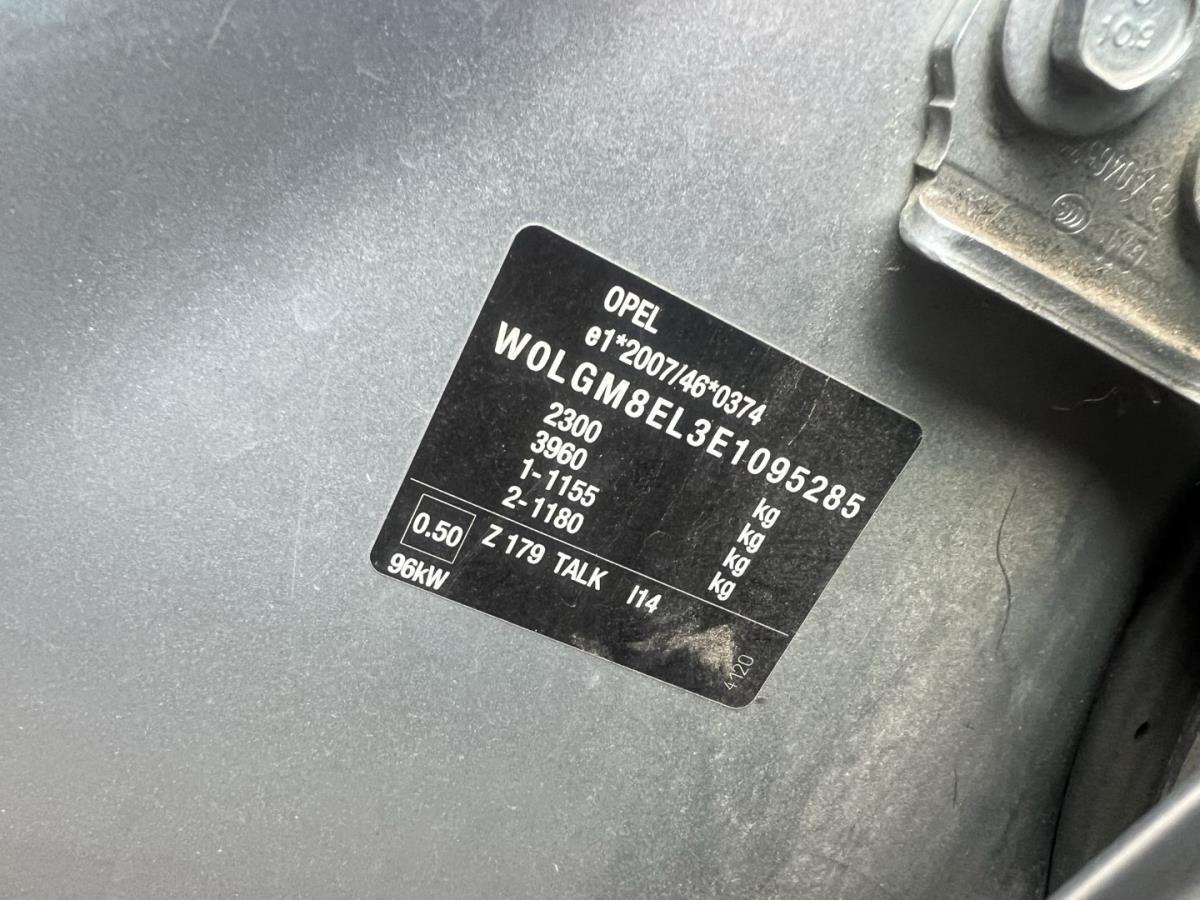 OPEL
e1*2007/46*0374
W0LGM8EL3E1095285
2300 kg
3960 kg
1-1155 kg
2-1180 kg
0.50 Z 179 TALK I14
96kW
4120
10.9